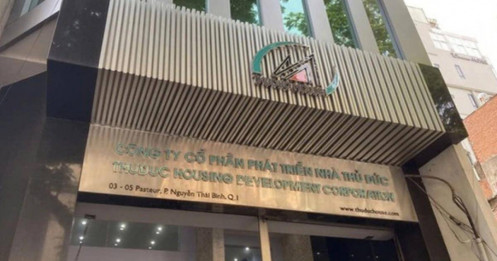 CÔNG TY CỔ PHẦN PHÁT TRIỂN NHÀ THỦ ĐỨC
THUDUC HOUSING DEVELOPMENT CORPORATION
03 - 05 Pasteur, P. Nguyễn Thái Bình, Q.1
www.thuduchouse.com